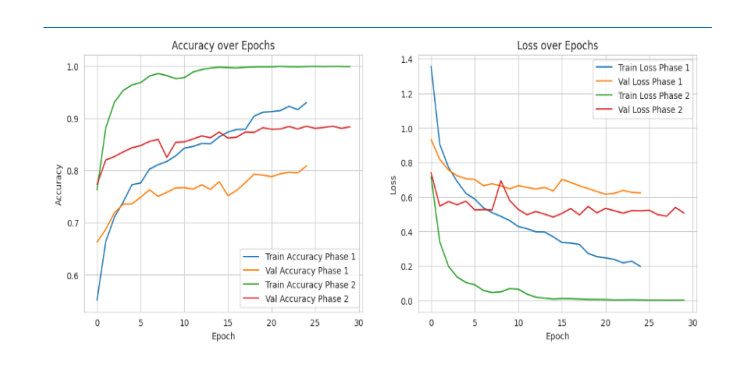 Accuracy over Epochs
1.0
0.9
0.8
0.7
0.6
Accuracy
0
5
10
15
20
25
30
Epoch
Train Accuracy Phase 1
Val Accuracy Phase 1
Train Accuracy Phase 2
Val Accuracy Phase 2
Loss over Epochs
1.4
1.2
1.0
0.8
0.6
0.4
0.2
0.0
Loss
0
5
10
15
20
25
30
Epoch
Train Loss Phase 1
Val Loss Phase 1
Train Loss Phase 2
Val Loss Phase 2